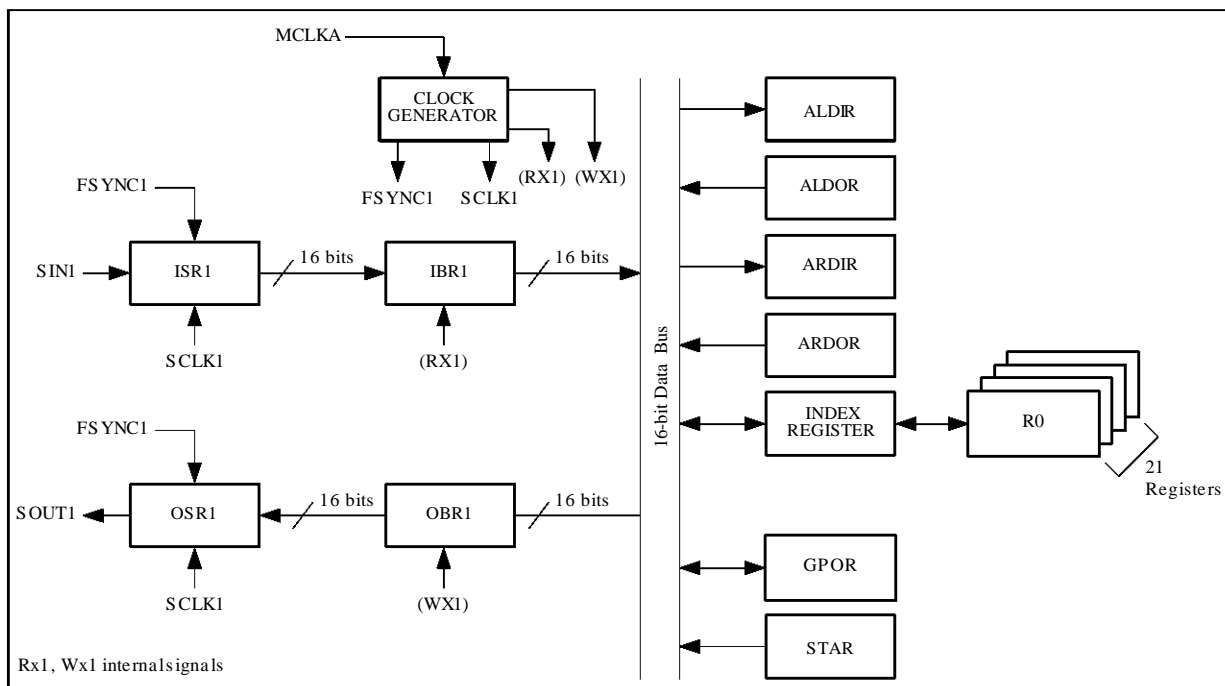 MCLKA
CLOCK
GENERATOR
FSYNC1
SCLK1
(RX1)
(WX1)
FSYNC1
SIN1
ISR1
16 bits
IBR1
16 bits
SCLK1
(RX1)
FSYNC1
SOUT1
OSR1
16 bits
OBR1
16 bits
SCLK1
(WX1)
16-bit Data Bus
ALDIR
ALDOR
ARDIR
ARDOR
INDEX
REGISTER
R0
21
Registers
GPOR
STAR
Rx1, Wx1 internal signals